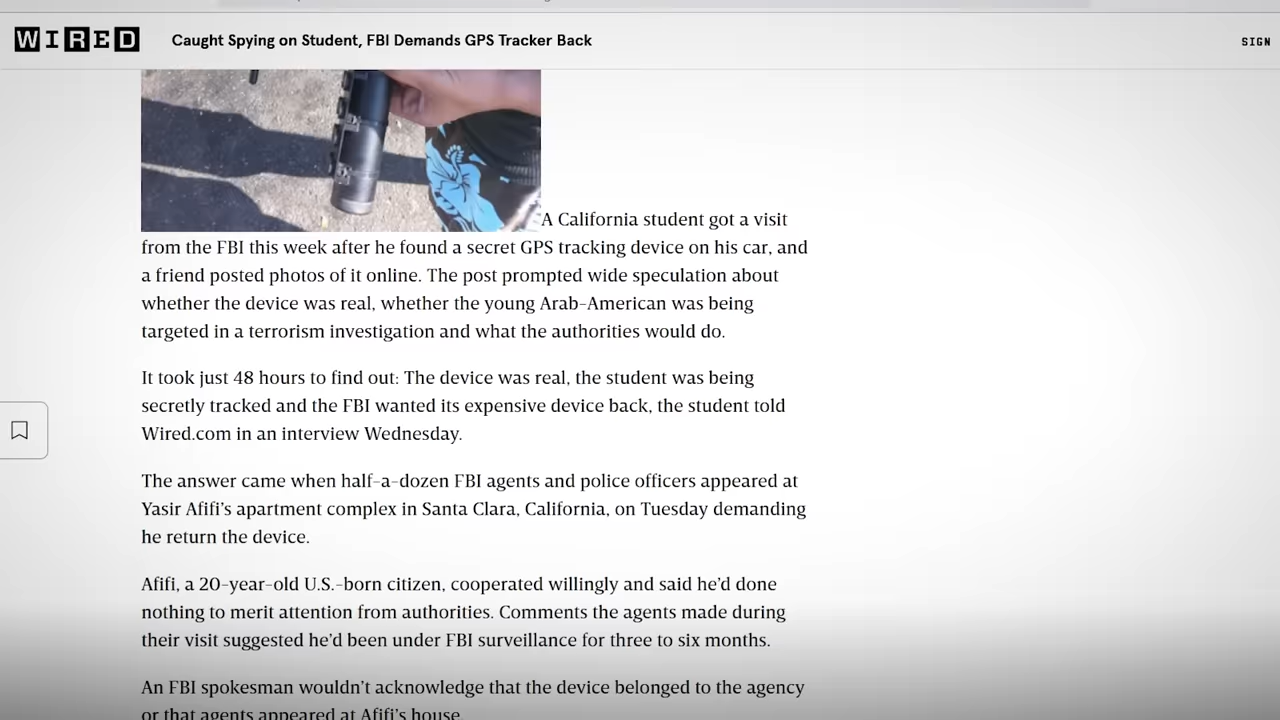 WIRED
Caught Spying on Student, FBI Demands GPS Tracker Back
SIGN
A California student got a visit
from the FBI this week after he found a secret GPS tracking device on his car, and
a friend posted photos of it online. The post prompted wide speculation about
whether the device was real, whether the young Arab-American was being
targeted in a terrorism investigation and what the authorities would do.
It took just 48 hours to find out: The device was real, the student was being
secretly tracked and the FBI wanted its expensive device back, the student told
Wired.com in an interview Wednesday.
The answer came when half-a-dozen FBI agents and police officers appeared at
Yasir Afifi’s apartment complex in Santa Clara, California, on Tuesday demanding
he return the device.
Afifi, a 20-year-old U.S.-born citizen, cooperated willingly and said he’d done
nothing to merit attention from authorities. Comments the agents made during
their visit suggested he’d been under FBI surveillance for three to six months.
An FBI spokesman wouldn’t acknowledge that the device belonged to the agency
or that agents appeared at Afifi’s house.